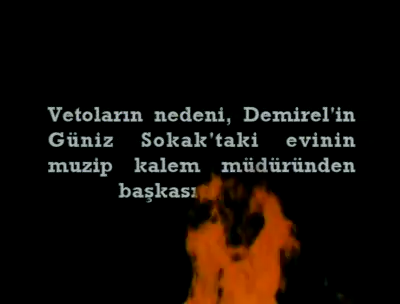 Vetoların nedeni, Demirel'in
Güniz Sokak'taki evinin
muzip kalem müdüründen